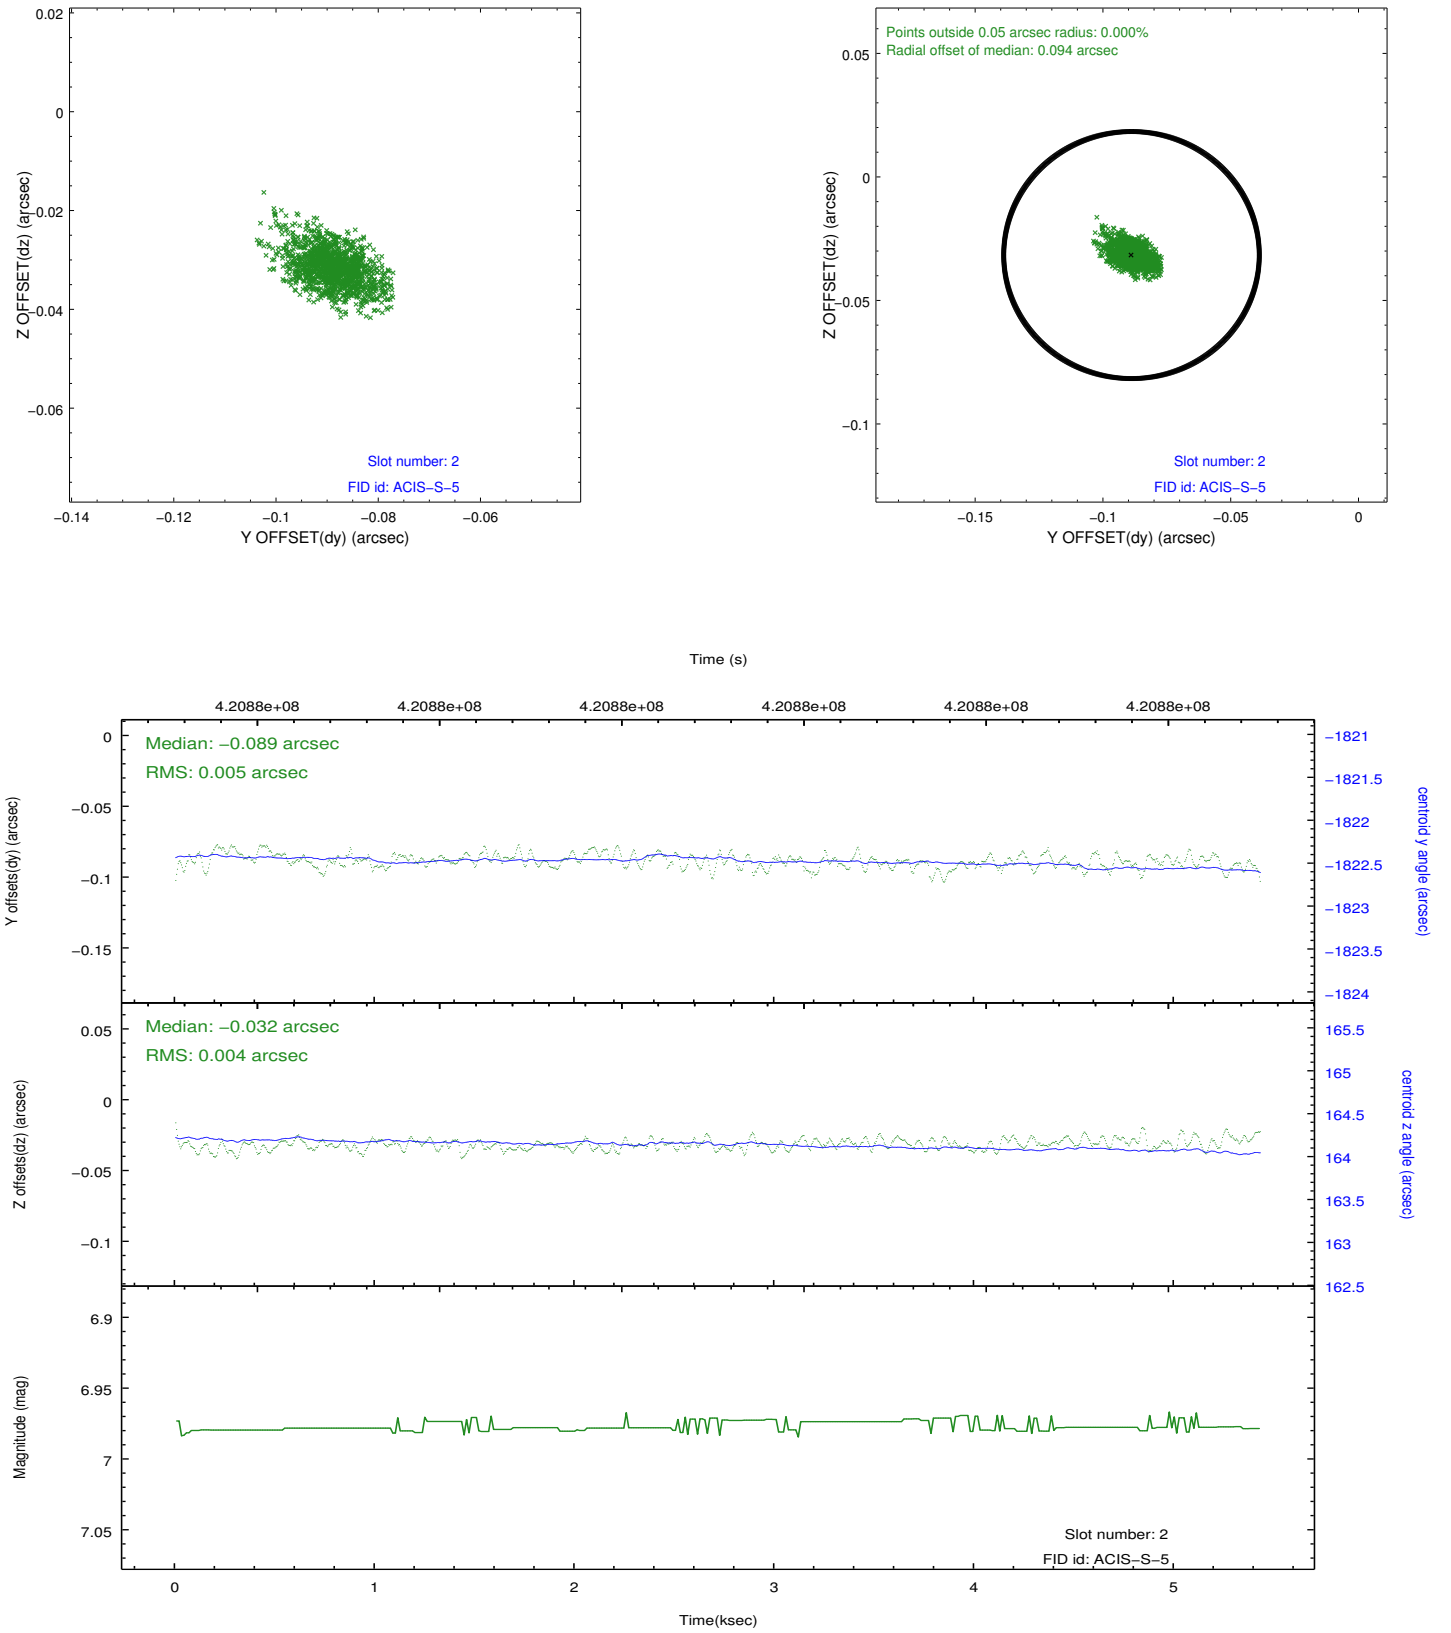 0.02
0
−0.02
−0.04
−0.06
Z OFFSET(dz) (arcsec)
Slot number: 2
FID id: ACIS−S−5
−0.14 −0.12 −0.1 −0.08 −0.06
Y OFFSET(dy) (arcsec)
Points outside 0.05 arcsec radius: 0.000%
Radial offset of median: 0.094 arcsec
0.05
0
−0.05
−0.1
Z OFFSET(dz) (arcsec)
Slot number: 2
FID id: ACIS−S−5
−0.15 −0.1 −0.05 0
Y OFFSET(dy) (arcsec)
Time (s)
4.2088e+08 4.2088e+08 4.2088e+08 4.2088e+08 4.2088e+08 4.2088e+08
Median: −0.089 arcsec
RMS: 0.005 arcsec
0
−0.05
−0.1
−0.15
Y offsets(dy) (arcsec)
−1821
−1821.5
−1822
−1822.5
−1823
−1823.5
−1824
centroid y angle (arcsec)
Median: −0.032 arcsec
RMS: 0.004 arcsec
0.05
0
−0.05
−0.1
Z offsets(dz) (arcsec)
165.5
165
164.5
164
163.5
163
162.5
centroid z angle (arcsec)
6.9
6.95
7
7.05
Magnitude (mag)
Slot number: 2
FID id: ACIS−S−5
0 1 2 3 4 5
Time(ksec)